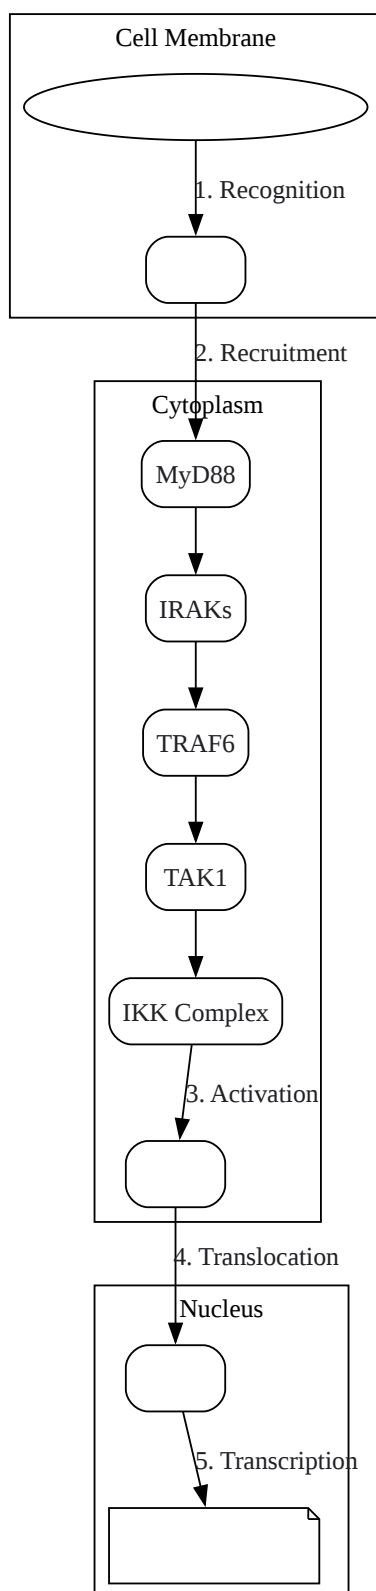 Cell Membrane
1. Recognition
2. Recruitment
Cytoplasm
MyD88
IRAKs
TRAF6
TAK1
IKK Complex
3. Activation
4. Translocation
Nucleus
5. Transcription